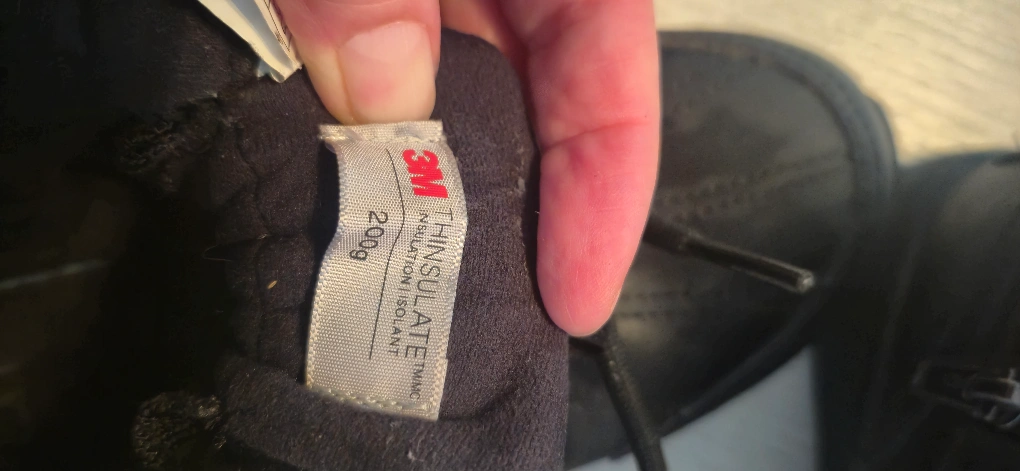 3M
THINSULATE TM/MC
INSULATION ISOLANT
200g